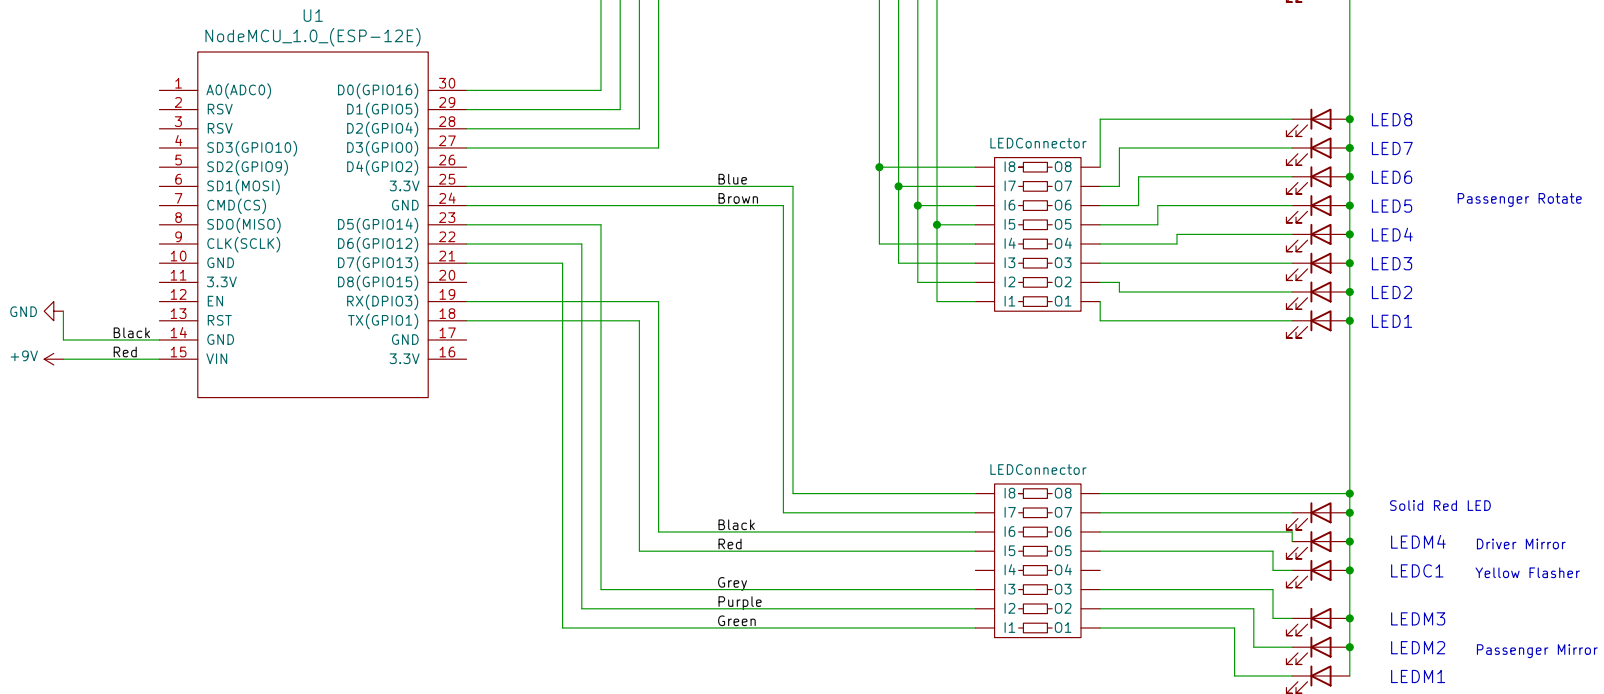 U1
NodeMCU_1.0_(ESP-12E)
1 A0(ADC0) D0(GPIO16) 30
2 RSV D1(GPIO5) 29
3 RSV D2(GPIO4) 28
4 SD3(GPIO10) D3(GPIO0) 27
5 SD2(GPIO9) D4(GPIO2) 26
6 SD1(MOSI) 3.3V 25
7 CMD(CS) GND 24
8 SDO(MISO) D5(GPIO14) 23
9 CLK(SCLK) D6(GPIO12) 22
10 GND D7(GPIO13) 21
11 3.3V D8(GPIO15) 20
12 EN RX(DPIO3) 19
13 RST TX(GPIO1) 18
14 GND GND 17
15 VIN 3.3V 16
GND
Black
+9V
Red
Blue
Brown
LEDConnector
I8 O8
I7 O7
I6 O6
I5 O5
I4 O4
I3 O3
I2 O2
I1 O1
LED8
LED7
LED6
LED5
LED4
LED3
LED2
LED1
Passenger Rotate
Black
Red
Grey
Purple
Green
LEDConnector
I8 O8
I7 O7
I6 O6
I5 O5
I4 O4
I3 O3
I2 O2
I1 O1
Solid Red LED
LEDM4 Driver Mirror
LEDC1 Yellow Flasher
LEDM3
LEDM2 Passenger Mirror
LEDM1